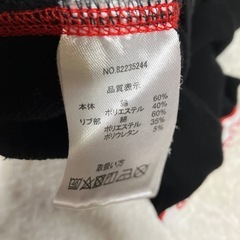 NO.82235244
品質表示
本体 綿 60%
ポリエステル 40%
リブ部 綿 60%
ポリエステル 35%
ポリウレタン 5%
取扱い方